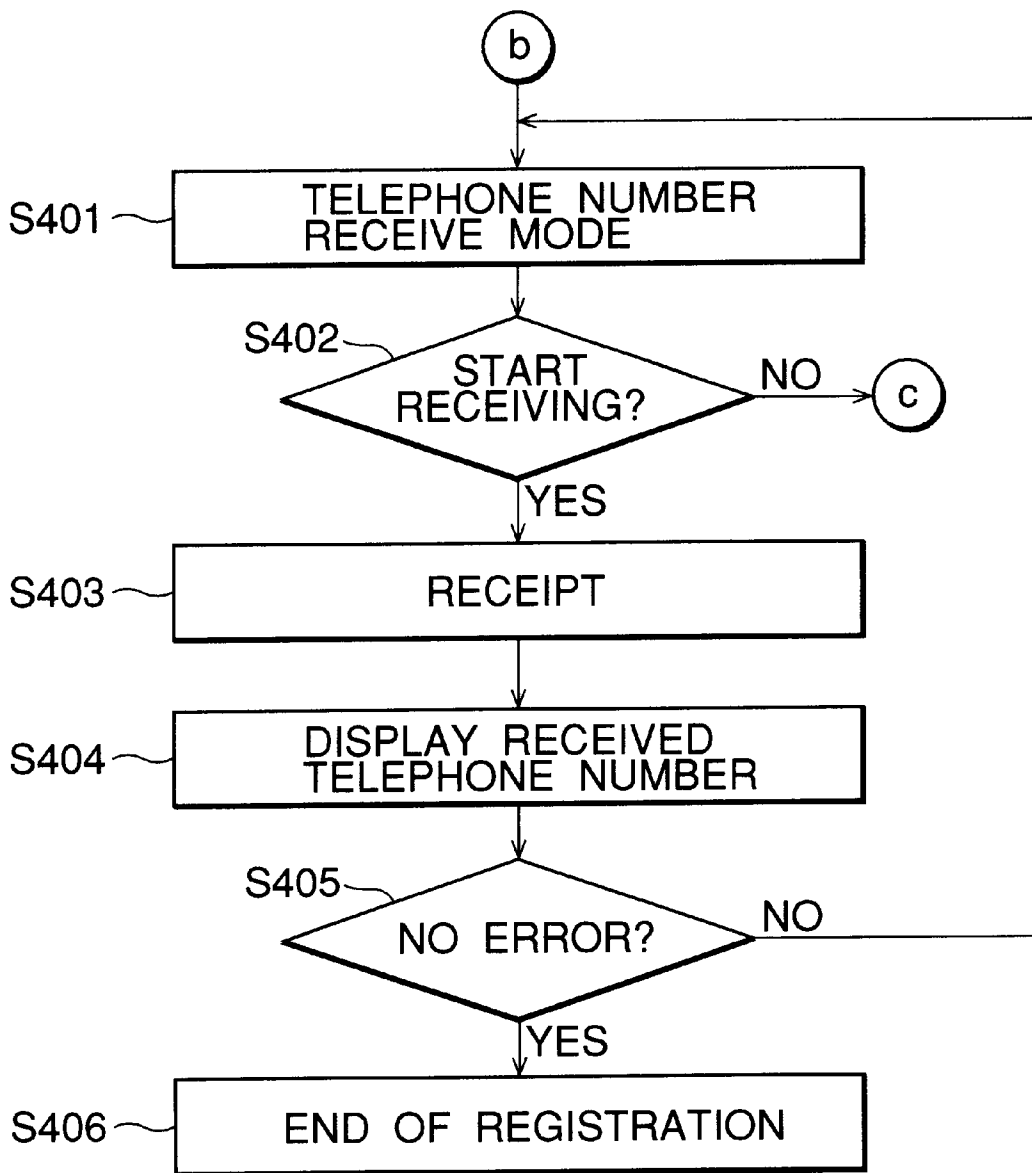 b
S401
TELEPHONE NUMBER
RECEIVE MODE
S402
START
RECEIVING?
NO
c
YES
S403
RECEIPT
S404
DISPLAY RECEIVED
TELEPHONE NUMBER
S405
NO ERROR?
NO
YES
S406
END OF REGISTRATION